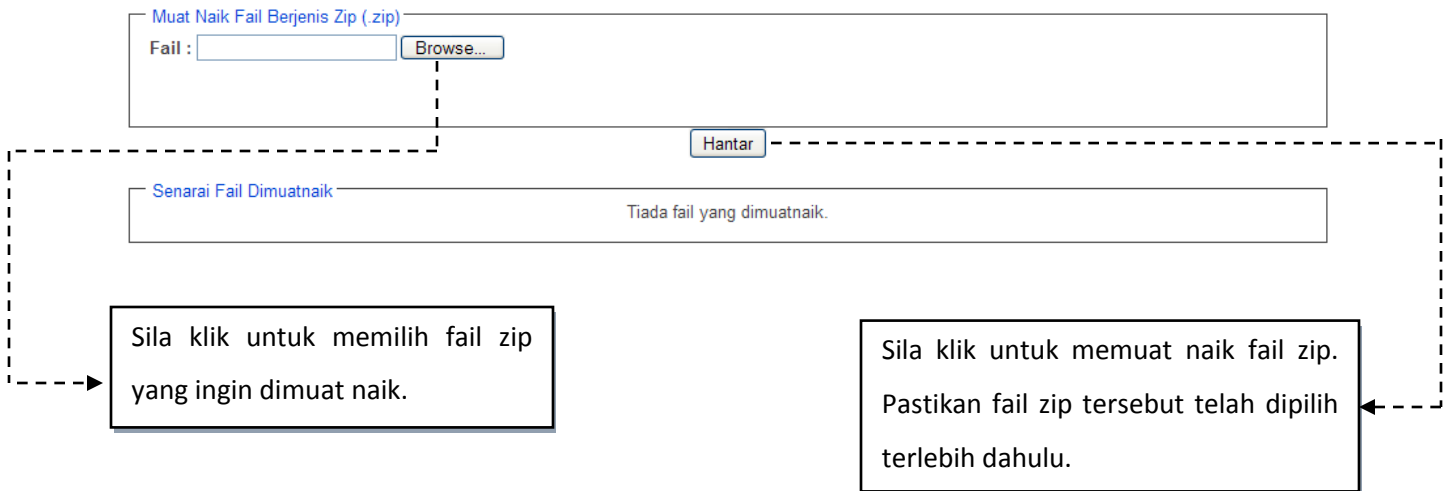 Muat Naik Fail Berjenis Zip (.zip)
Fail : Browse...
Hantar
Senarai Fail Dimuatnaik
Tiada fail yang dimuatnaik.
Sila klik untuk memilih fail zip
yang ingin dimuat naik.
Sila klik untuk memuat naik fail zip.
Pastikan fail zip tersebut telah dipilih
terlebih dahulu.